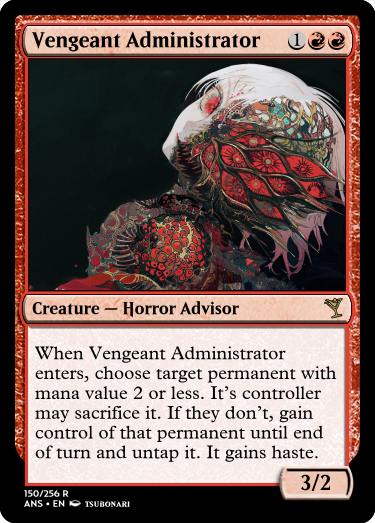 Vengeant Administrator 1
Creature — Horror Advisor
When Vengeant Administrator
enters, choose target permanent with
mana value 2 or less. It's controller
may sacrifice it. If they don't, gain
control of that permanent until end
of turn and untap it. It gains haste.
3/2
150/256 R
ANS • EN TSUBONARI